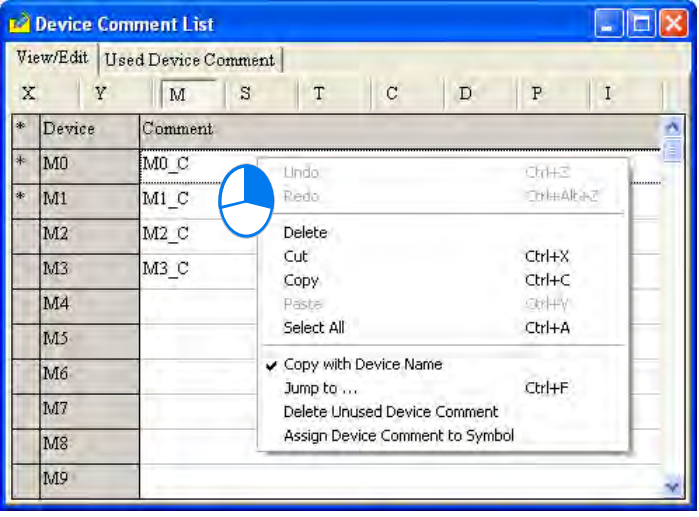 Device Comment List
View/Edit Used Device Comment
X Y M S T C D P I
* Device Comment
* M0 M0_C
* M1 M1_C
M2 M2_C
M3 M3_C
M4
M5
M6
M7
M8
M9
Undo Ctrl+Z
Redo Ctrl+Alt+Z
Delete
Cut Ctrl+X
Copy Ctrl+C
Paste Ctrl+V
Select All Ctrl+A
Copy with Device Name
Jump to ... Ctrl+F
Delete Unused Device Comment
Assign Device Comment to Symbol